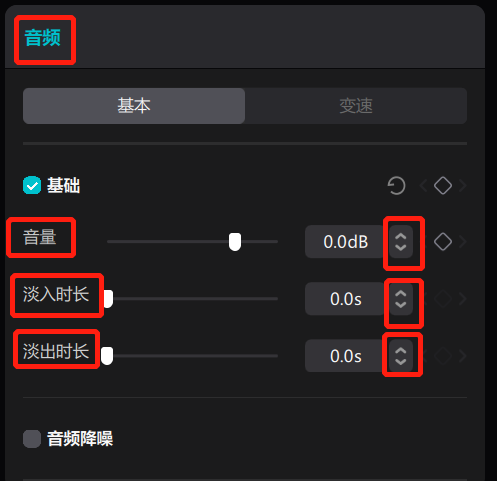 音频
基本 变速
基础
音量 0.0dB
淡入时长 0.0s
淡出时长 0.0s
音频降噪